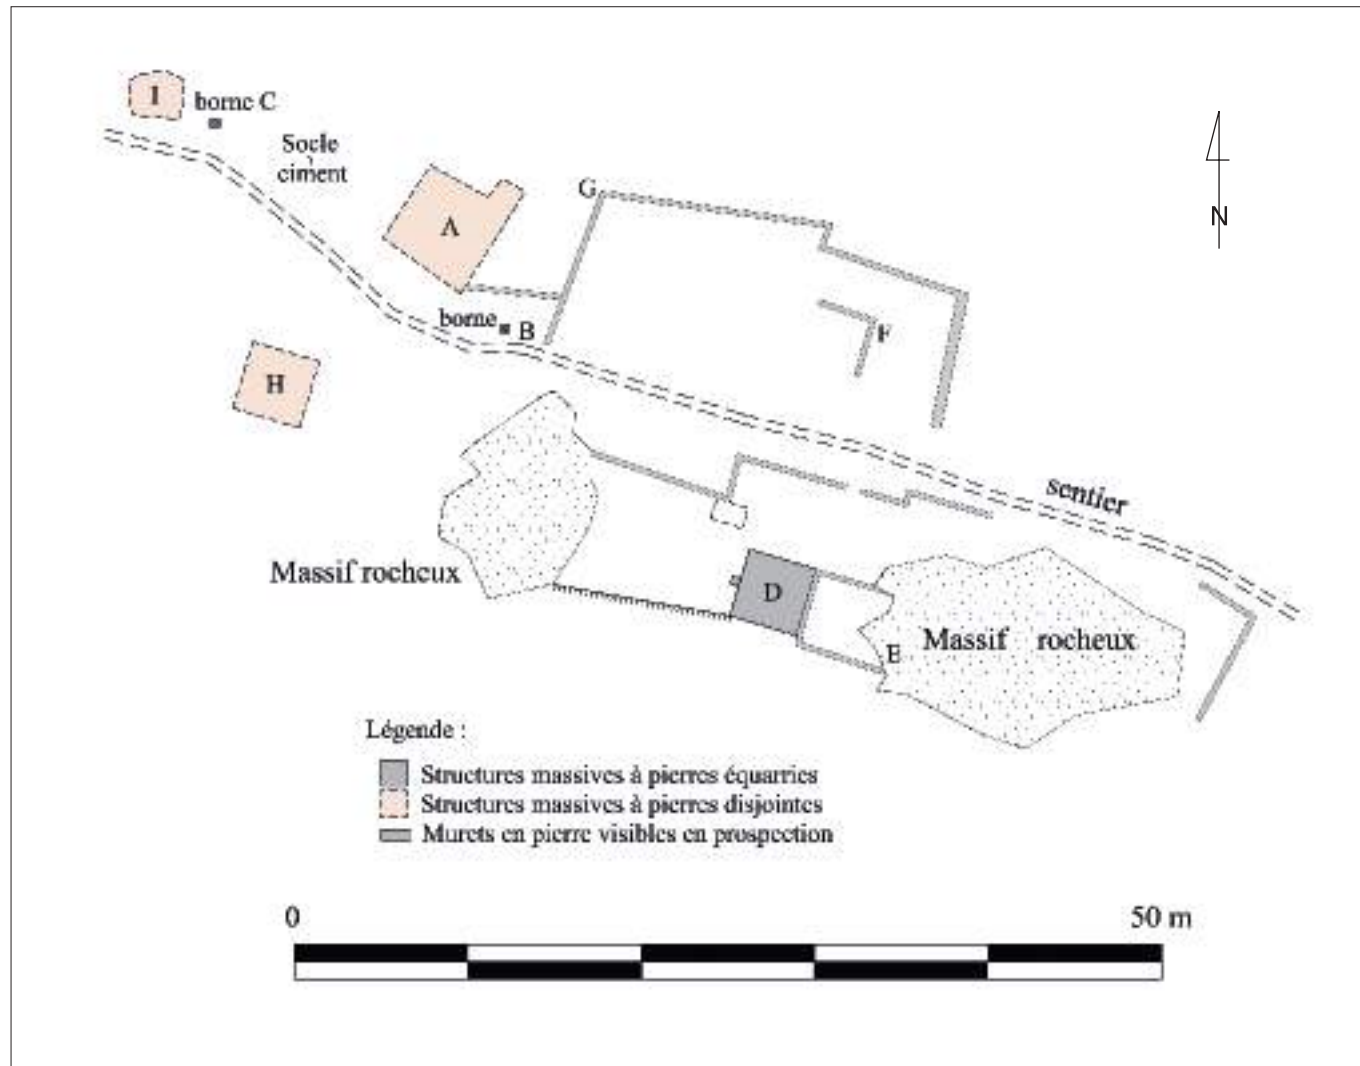 I
borne C
Socle
ciment
N
G
A
borne
B
F
H
sentier
Massif rocheux
D
E
Massif rocheux
Légende :
Structures massives à pierres équarries
Structures massives à pierres disjointes
Murets en pierre visibles en prospection
0
50 m